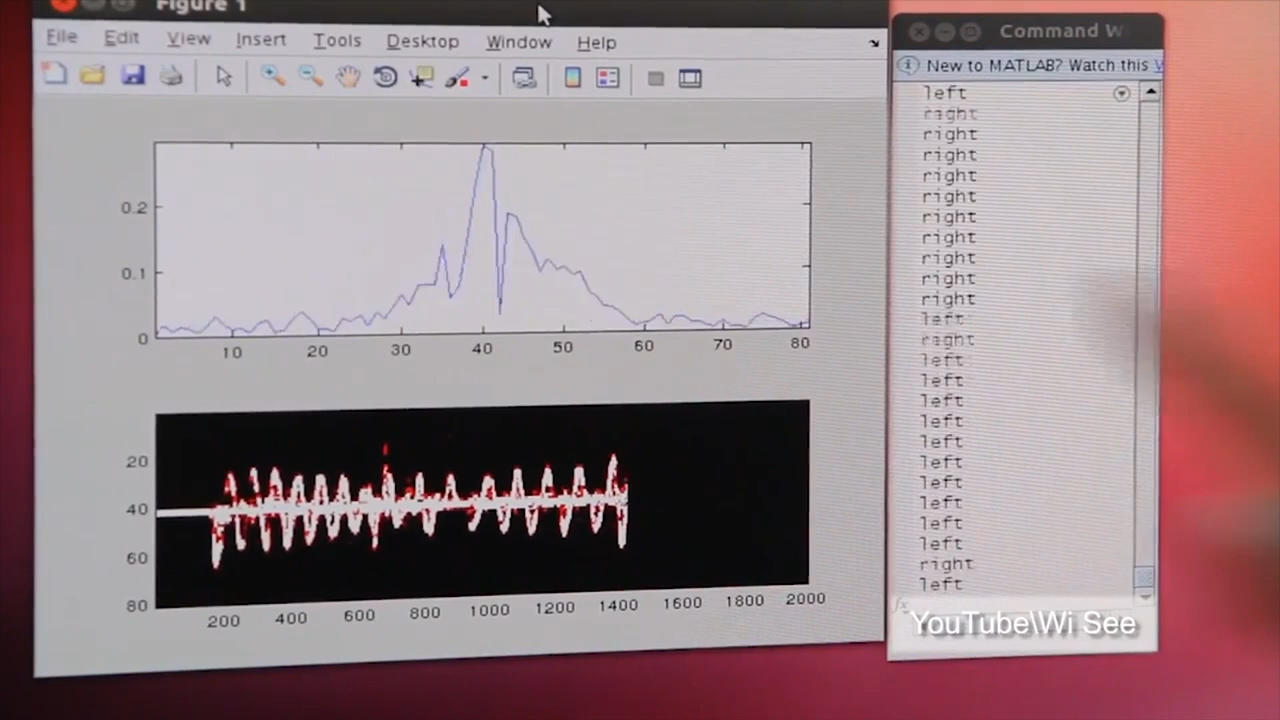 Figure 1
File Edit View Insert Tools Desktop Window Help
0.2
0.1
0
10 20 30 40 50 60 70 80
20
40
60
80
200 400 600 800 1000 1200 1400 1600 1800 2000
Command W
New to MATLAB? Watch this V
left
right
right
right
right
right
right
right
right
right
right
left
right
left
left
left
left
left
left
left
left
left
left
right
left
fx
YouTube\Wi See